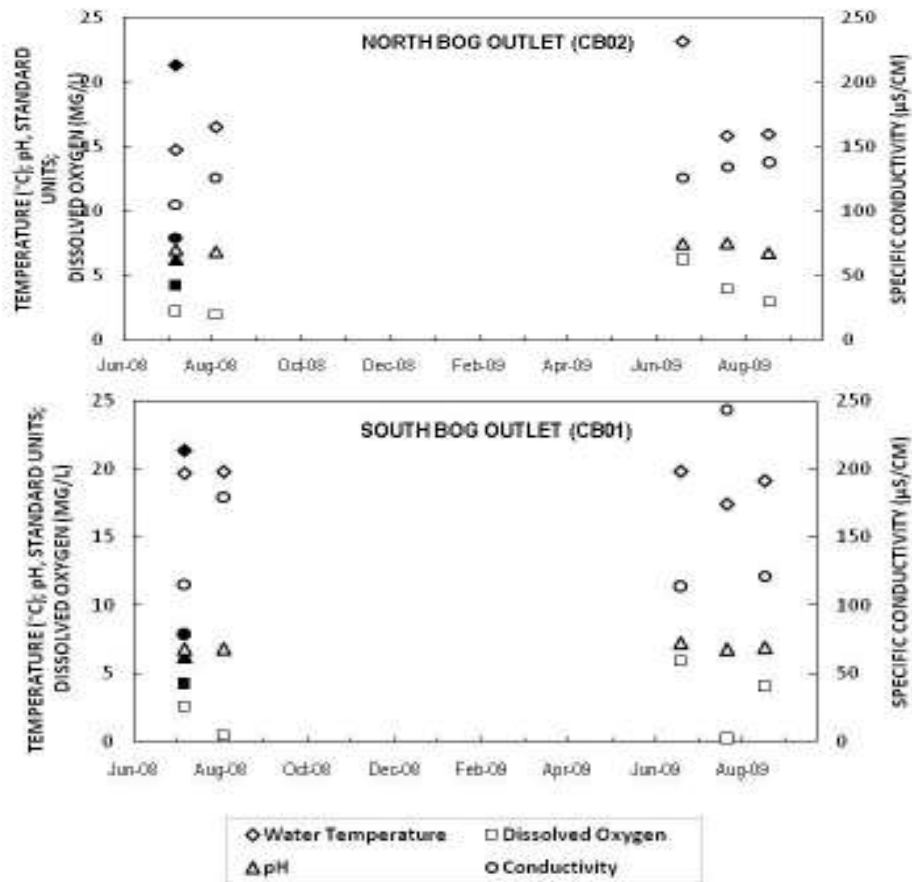 NORTH BOG OUTLET (CB02)
TEMPERATURE (°C); pH, STANDARD
UNITS;
DISSOLVED OXYGEN (MG/L)
25
20
15
10
5
0
250
200
150
100
50
0
SPECIFIC CONDUCTIVITY (µS/CM)
Jun-08 Aug-08 Oct-08 Dec-08 Feb-09 Apr-09 Jun-09 Aug-09
SOUTH BOG OUTLET (CB01)
TEMPERATURE (°C); pH, STANDARD UNITS;
DISSOLVED OXYGEN (MG/L)
25
20
15
10
5
0
250
200
150
100
50
0
SPECIFIC CONDUCTIVITY (µS/CM)
Jun-08 Aug-08 Oct-08 Dec-08 Feb-09 Apr-09 Jun-09 Aug-09
Water Temperature Dissolved Oxygen
pH Conductivity